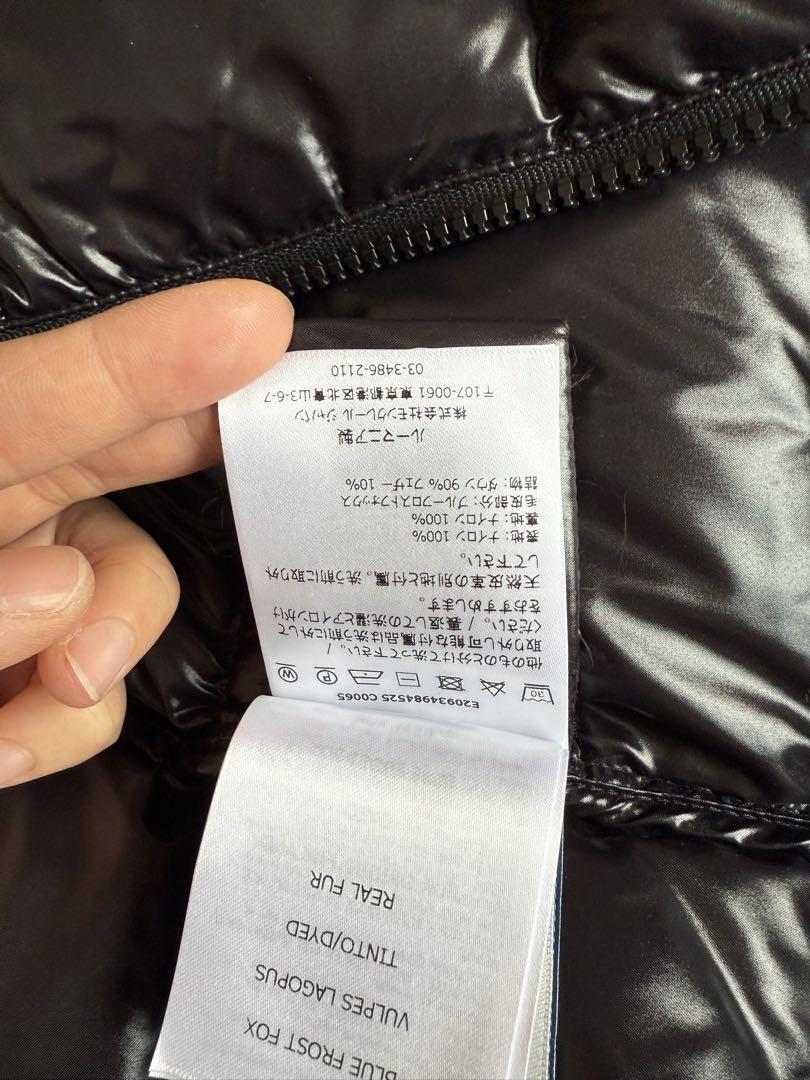 BLUE FROST FOX
VULPES LAGOPUS
TINTO/DYED
REAL FUR
E20934984525 C0065
30 P W
他のものと分けて洗って下さい。 /
取り外し可能な付属品は洗う前に外して
ください。 / 裏返しての洗濯とアイロンがけ
をおすすめします。
天然皮革の別地と付属。洗う前に取り外
して下さい。
表地: ナイロン 100%
裏地: ナイロン 100%
毛皮部分: ブルーフロストフォックス
詰物: ダウン 90% フェザー 10%
ルーマニア製
株式会社モンクレール ジャパン
〒107-0061 東京都港区北青山3-6-7
03-3486-2110